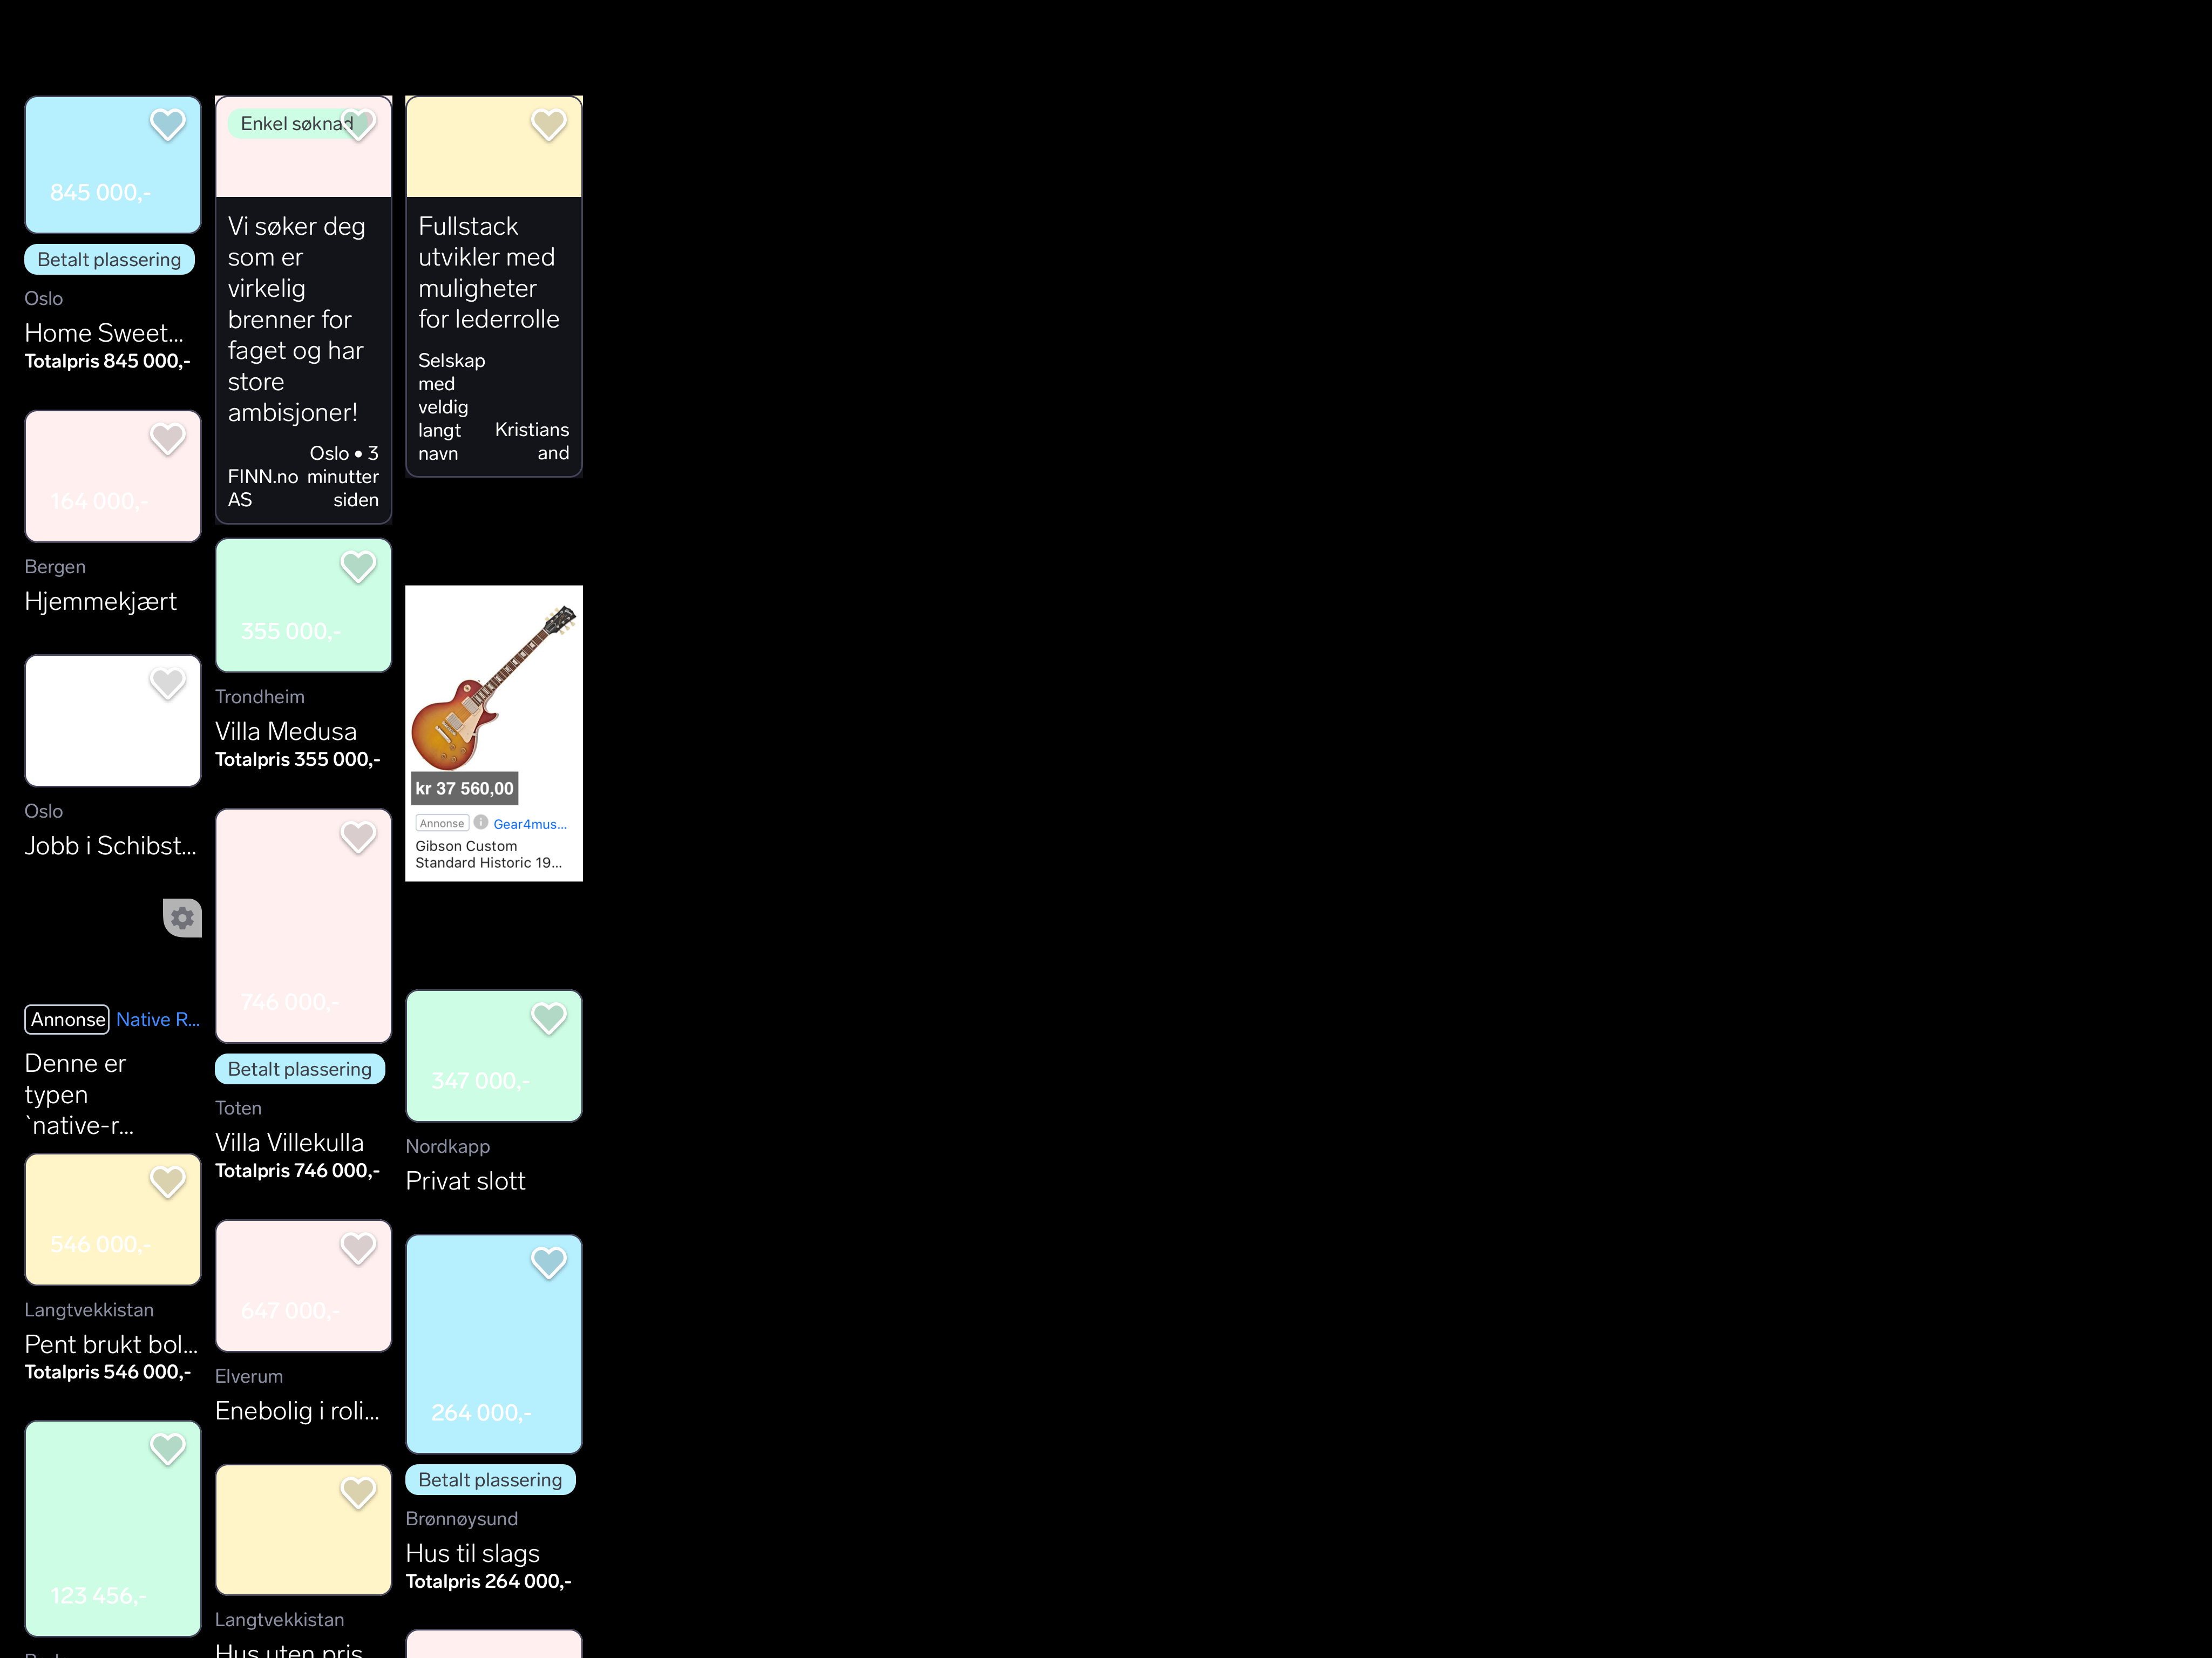 845 000,-
Betalt plassering
Oslo
Home Sweet...
Totalpris 845 000,-
164 000,-
Bergen
Hjemmekjært
Oslo
Jobb i Schibst...
Annonse Native R...
Denne er
typen
`native-r...
546 000,-
Langtvekkistan
Pent brukt bol...
Totalpris 546 000,-
123 456,-
Enkel søknad
Vi søker deg
som er
virkelig
brenner for
faget og har
store
ambisjoner!
FINN.no
AS
Oslo • 3
minutter
siden
355 000,-
Trondheim
Villa Medusa
Totalpris 355 000,-
746 000,-
Betalt plassering
Toten
Villa Villekulla
Totalpris 746 000,-
647 000,-
Elverum
Enebolig i roli...
Langtvekkistan
Hus uten pris
Fullstack
utvikler med
muligheter
for lederrolle
Selskap
med
veldig
langt
navn
Kristians
and
kr 37 560,00
Annonse Gear4mus...
Gibson Custom
Standard Historic 19...
347 000,-
Nordkapp
Privat slott
264 000,-
Betalt plassering
Brønnøysund
Hus til slags
Totalpris 264 000,-